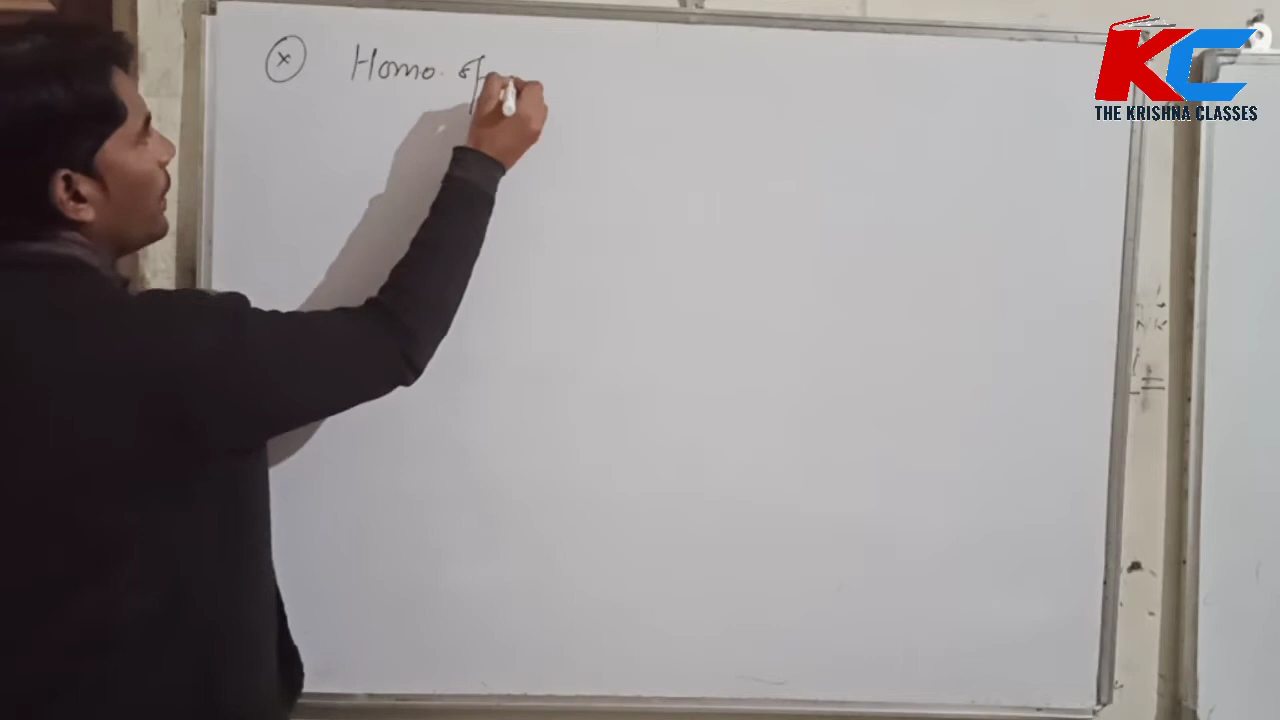 Homo. of
KC
THE KRISHNA CLASSES